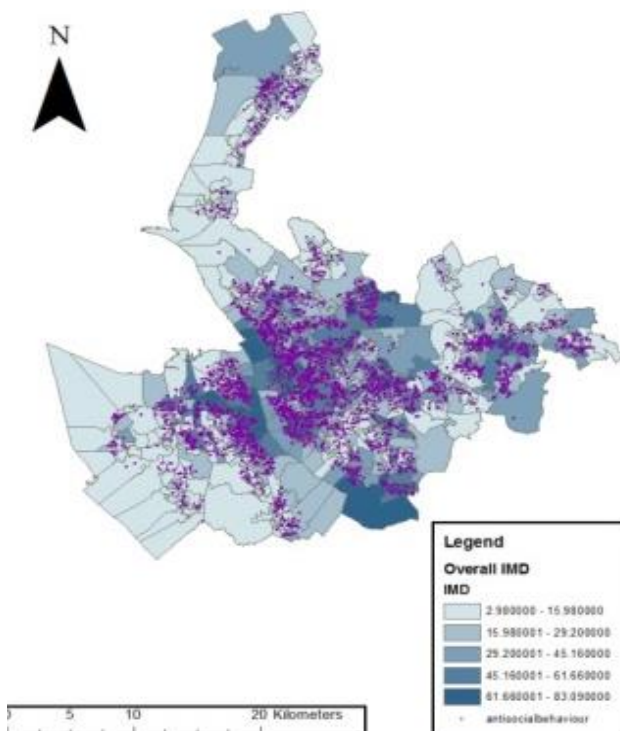 N
Legend
Overall IMD
IMD
2.980000 - 15.980000
15.980001 - 29.200000
29.200001 - 45.160000
45.160001 - 61.660000
61.660001 - 83.090000
antisocialbehaviour
0 5 10 20 Kilometers